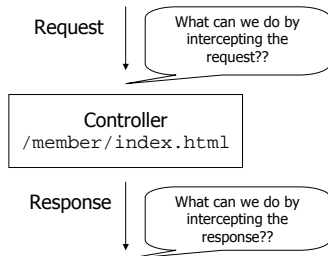 Request
What can we do by
intercepting the
request??
Controller
/member/index.html
Response
What can we do by
intercepting the
response??